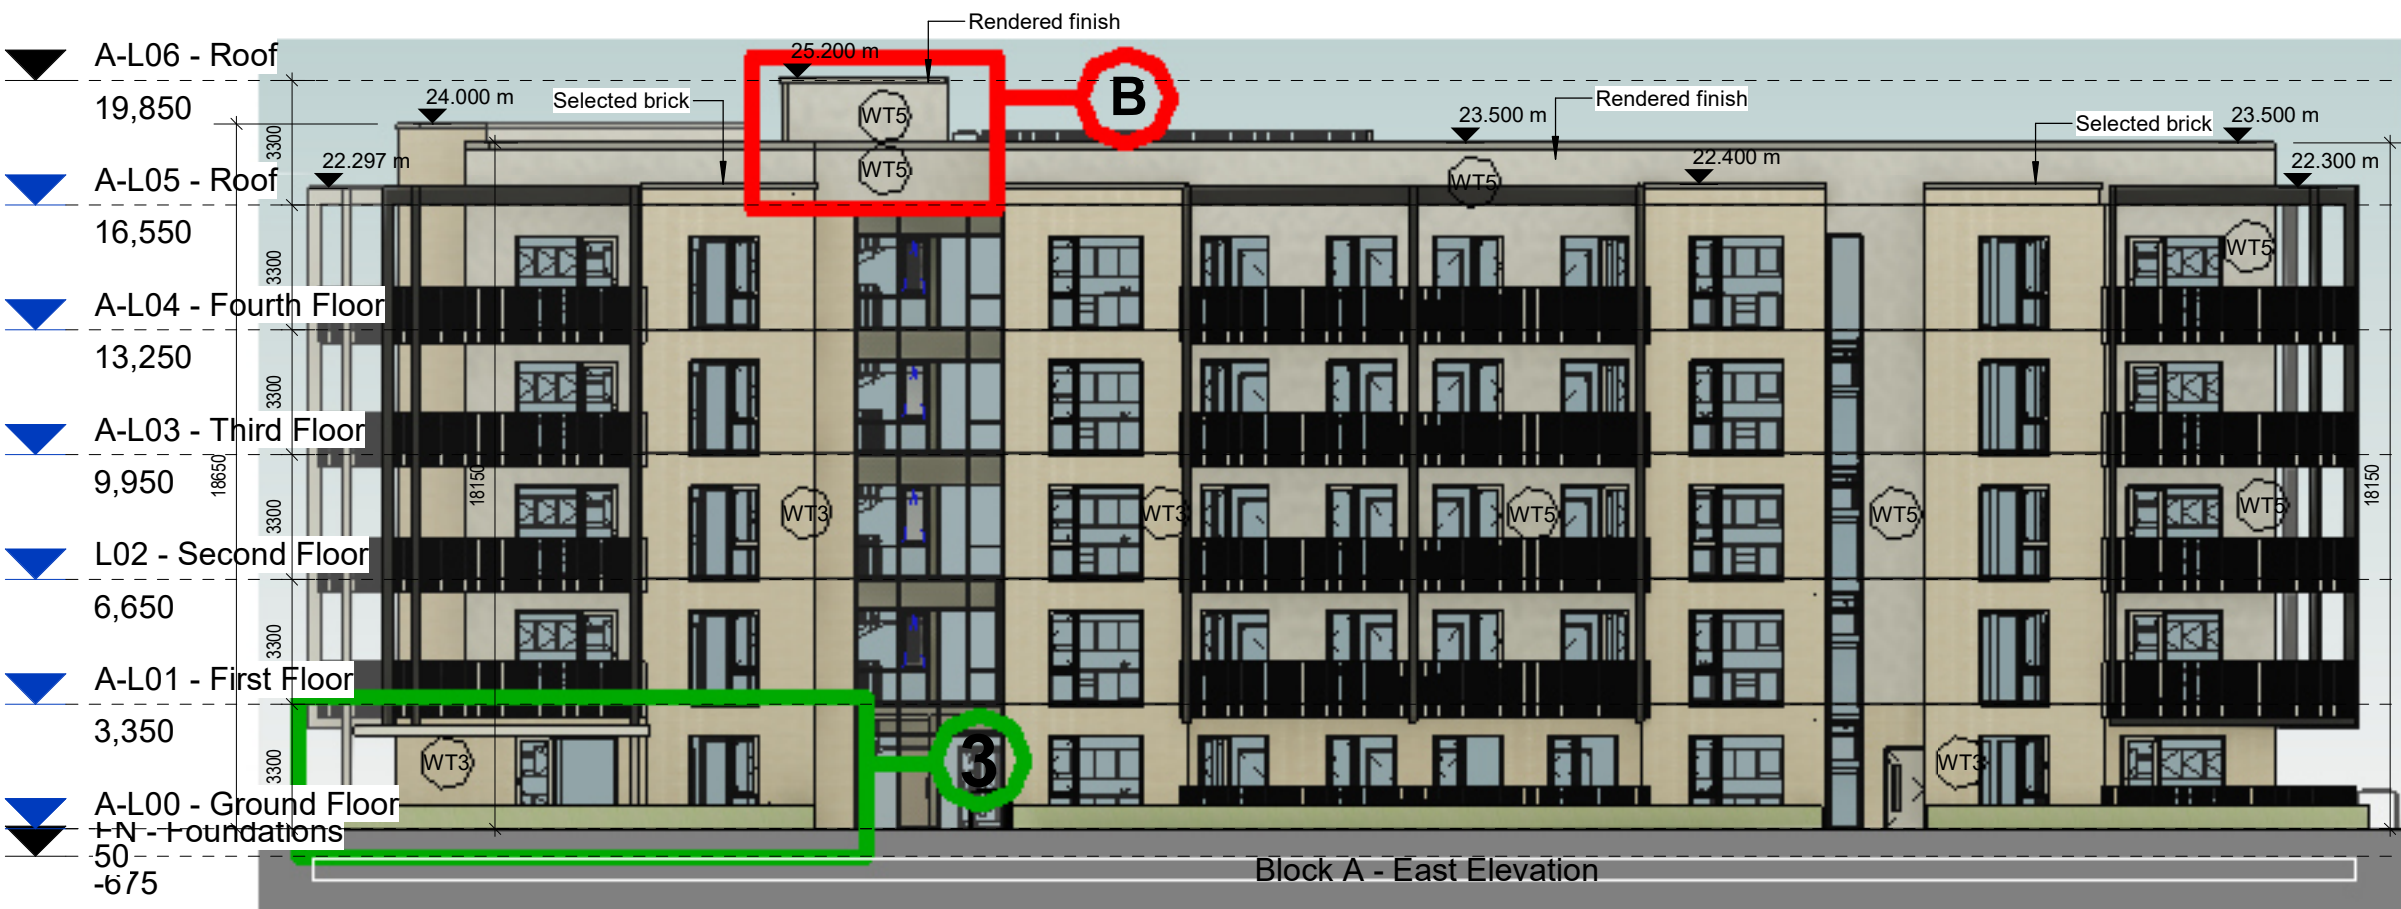 Rendered finish
A-L06 - Roof
25.200 m
B
19,850
24.000 m
Selected brick
Rendered finish
23.500 m
23.500 m
Selected brick
WT5
3300
22.297 m
22.400 m
22.300 m
A-L05 - Roof
WT5
WT5
16,550
WT5
3300
A-L04 - Fourth Floor
13,250
3300
A-L03 - Third Floor
9,950
18650
18150
18150
3300
WT3
WT3
WT5
WT5
WT5
L02 - Second Floor
6,650
3300
A-L01 - First Floor
3,350
3300
WT3
3
WT3
A-L00 - Ground Floor
FN - Foundations
50
-675
Block A - East Elevation